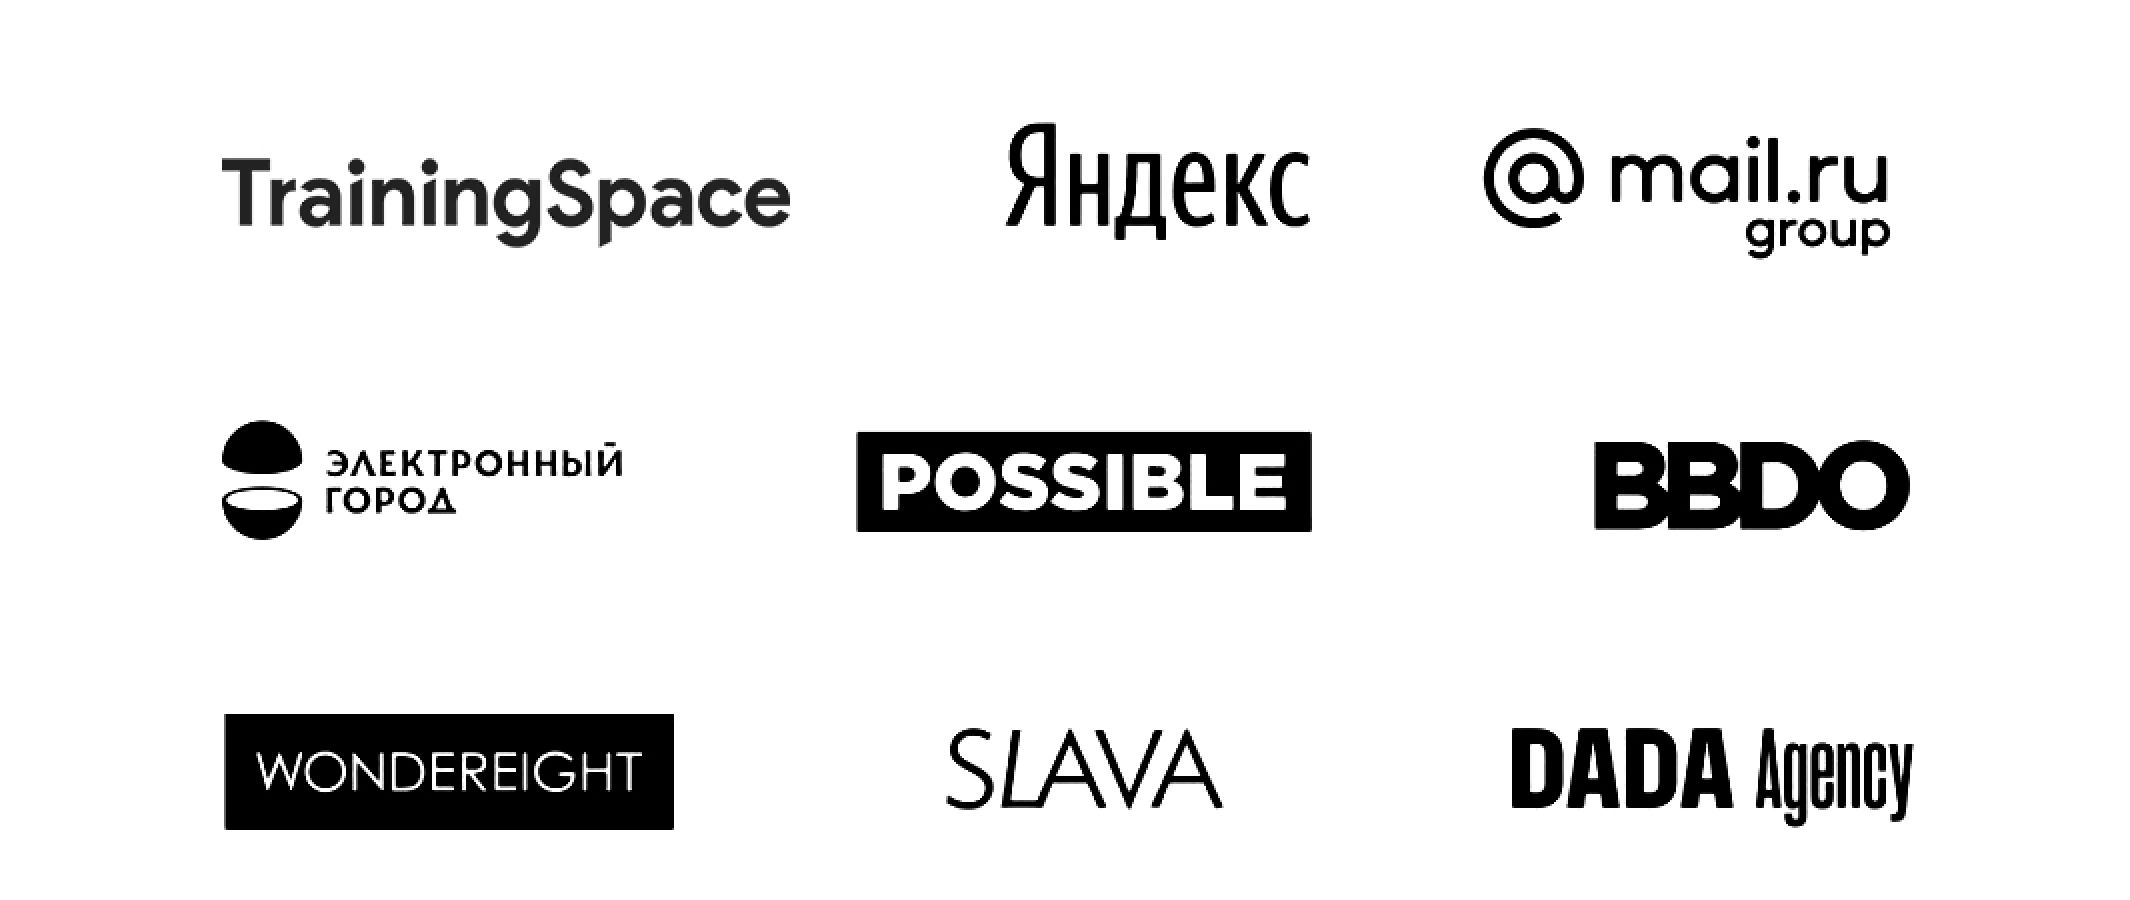 TrainingSpace
Яндекс
@mail.ru
group
ЭЛЕКТРОННЫЙ
ГОРОД
POSSIBLE
BBDO
WONDEREIGHT
SLAVA
DADA Agency